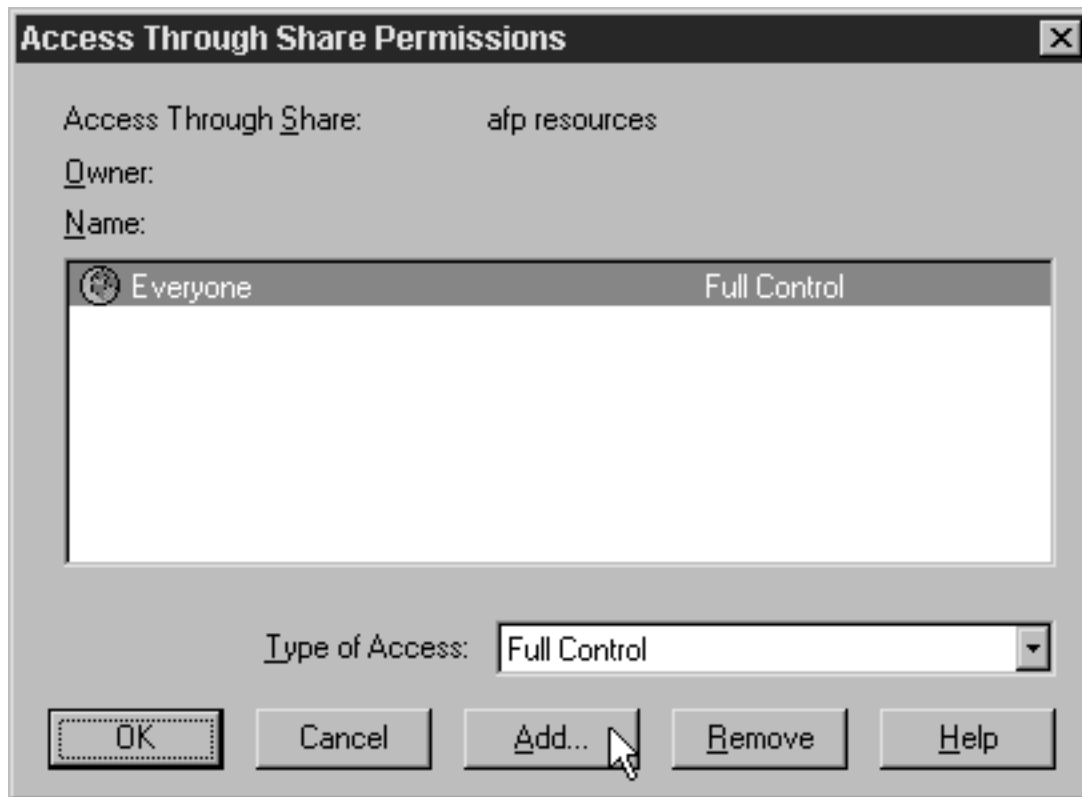 Access Through Share Permissions
Access Through Share: afp resources
Owner:
Name:
Everyone Full Control
Type of Access: Full Control
OK Cancel Add... Remove Help